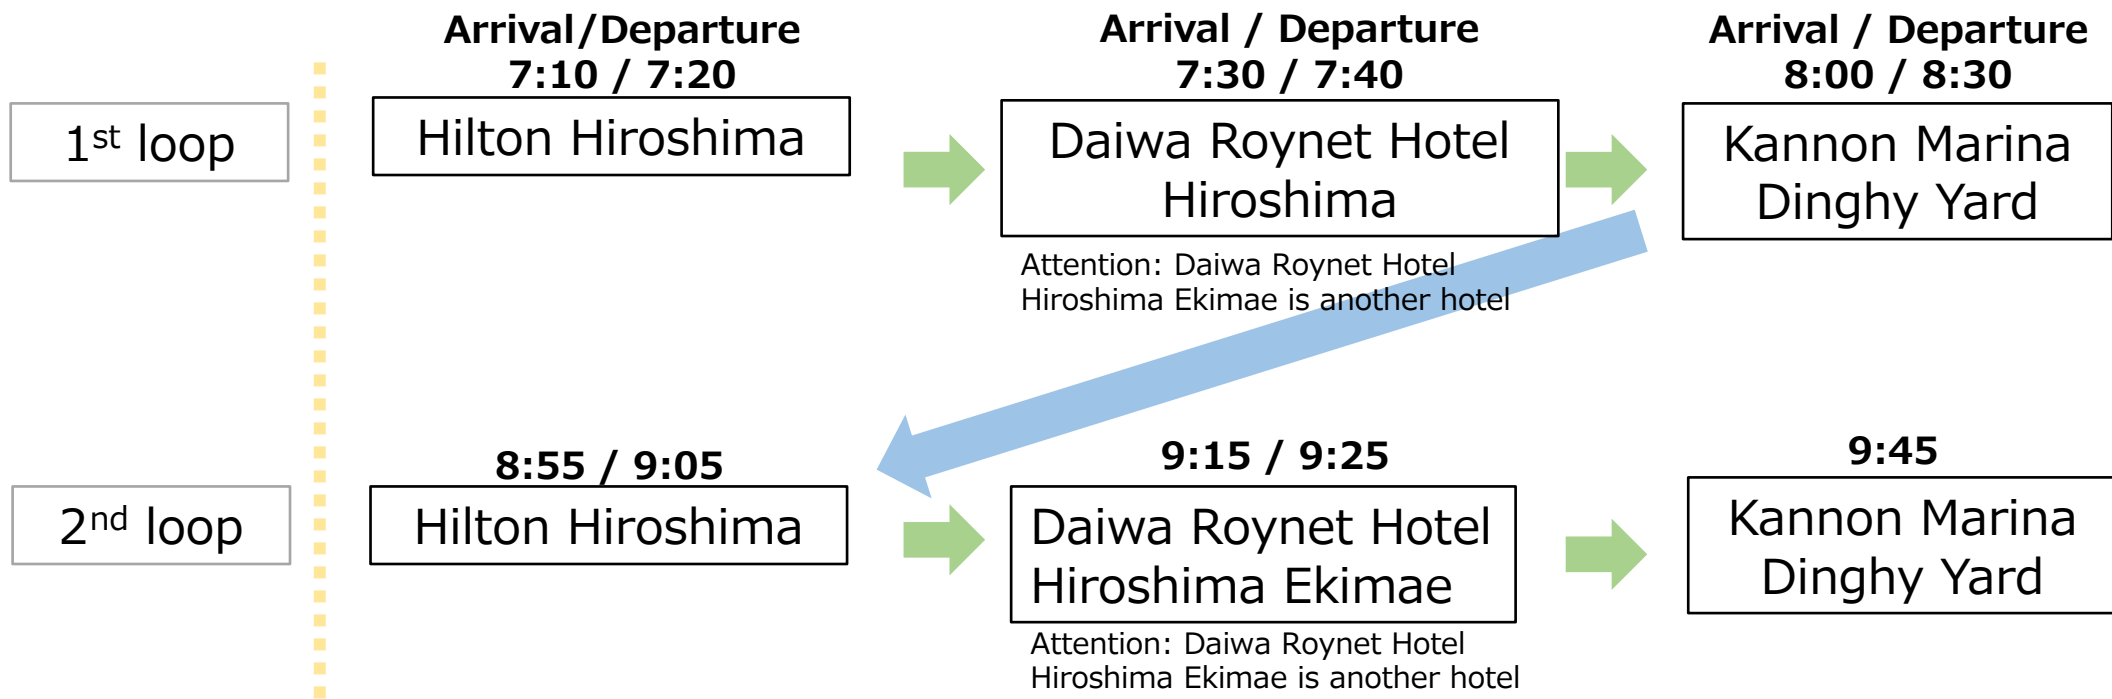 Arrival/Departure
7:10 / 7:20
Arrival / Departure
7:30 / 7:40
Arrival / Departure
8:00 / 8:30
1st loop
Hilton Hiroshima
Daiwa Roynet Hotel
Hiroshima
Kannon Marina
Dinghy Yard
Attention: Daiwa Roynet Hotel
Hiroshima Ekimae is another hotel
8:55 / 9:05
9:15 / 9:25
9:45
2nd loop
Hilton Hiroshima
Daiwa Roynet Hotel
Hiroshima Ekimae
Kannon Marina
Dinghy Yard
Attention: Daiwa Roynet Hotel
Hiroshima Ekimae is another hotel